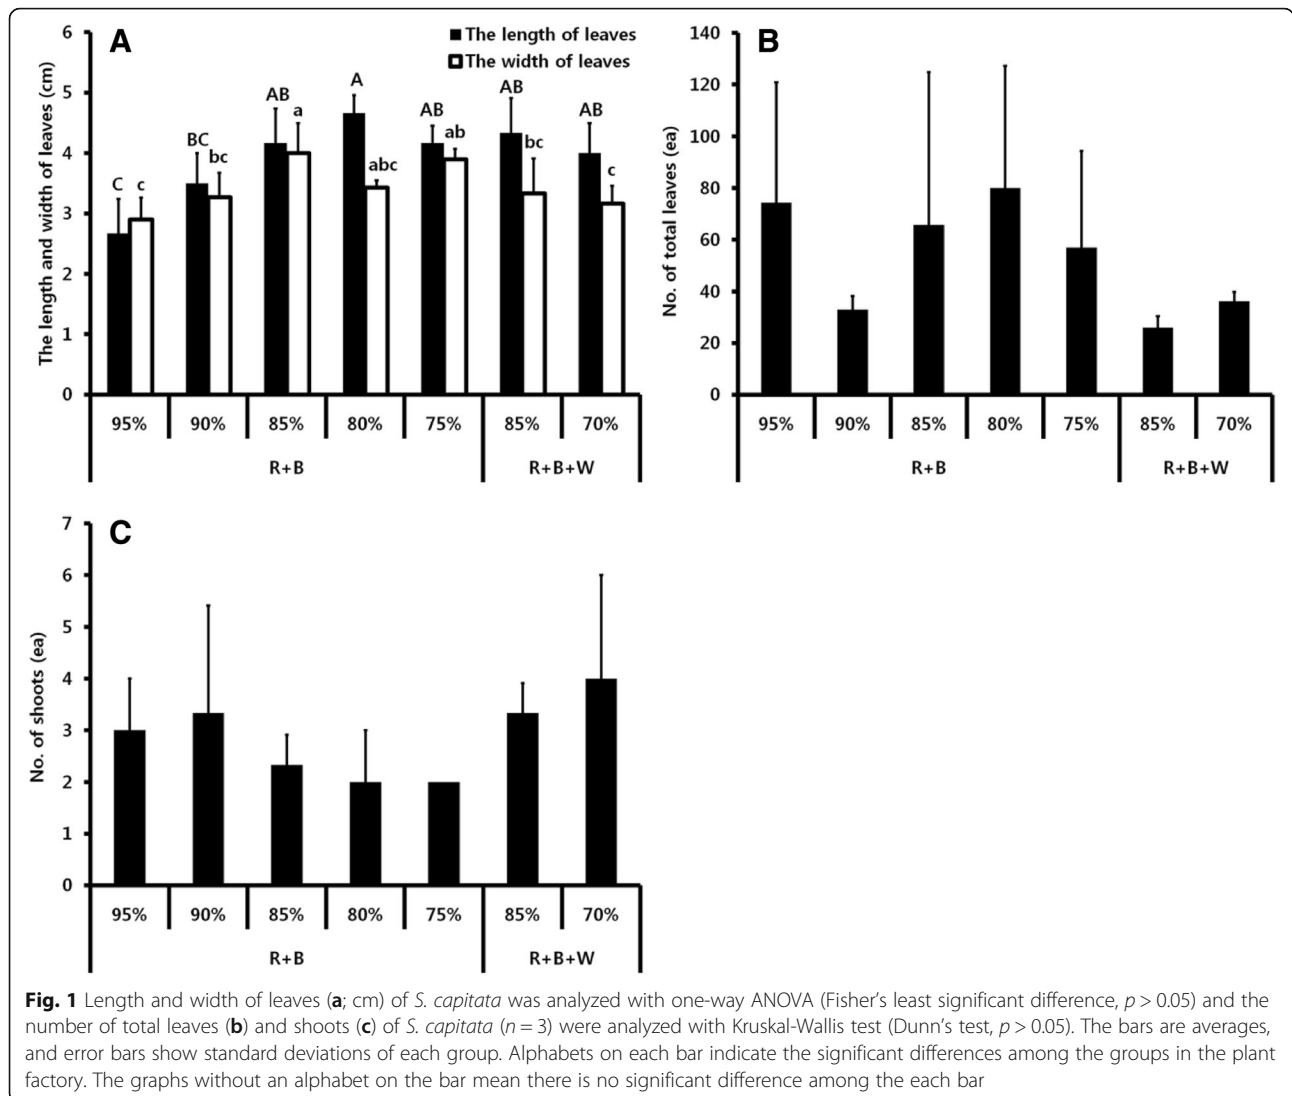 A
The length of leaves
The width of leaves
The length and width of leaves (cm)
6
5
4
3
2
1
0
C c BC bc AB a A abc AB ab AB bc AB c
95% 90% 85% 80% 75% 85% 70%
R+B R+B+W
B
No. of total leaves (ea)
140
120
100
80
60
40
20
0
95% 90% 85% 80% 75% 85% 70%
R+B R+B+W
C
No. of shoots (ea)
7
6
5
4
3
2
1
0
95% 90% 85% 80% 75% 85% 70%
R+B R+B+W
Fig. 1 Length and width of leaves (a; cm) of S. capitata was analyzed with one-way ANOVA (Fisher's least significant difference, p > 0.05) and the
number of total leaves (b) and shoots (c) of S. capitata (n = 3) were analyzed with Kruskal-Wallis test (Dunn's test, p > 0.05). The bars are averages,
and error bars show standard deviations of each group. Alphabets on each bar indicate the significant differences among the groups in the plant
factory. The graphs without an alphabet on the bar mean there is no significant difference among the each bar